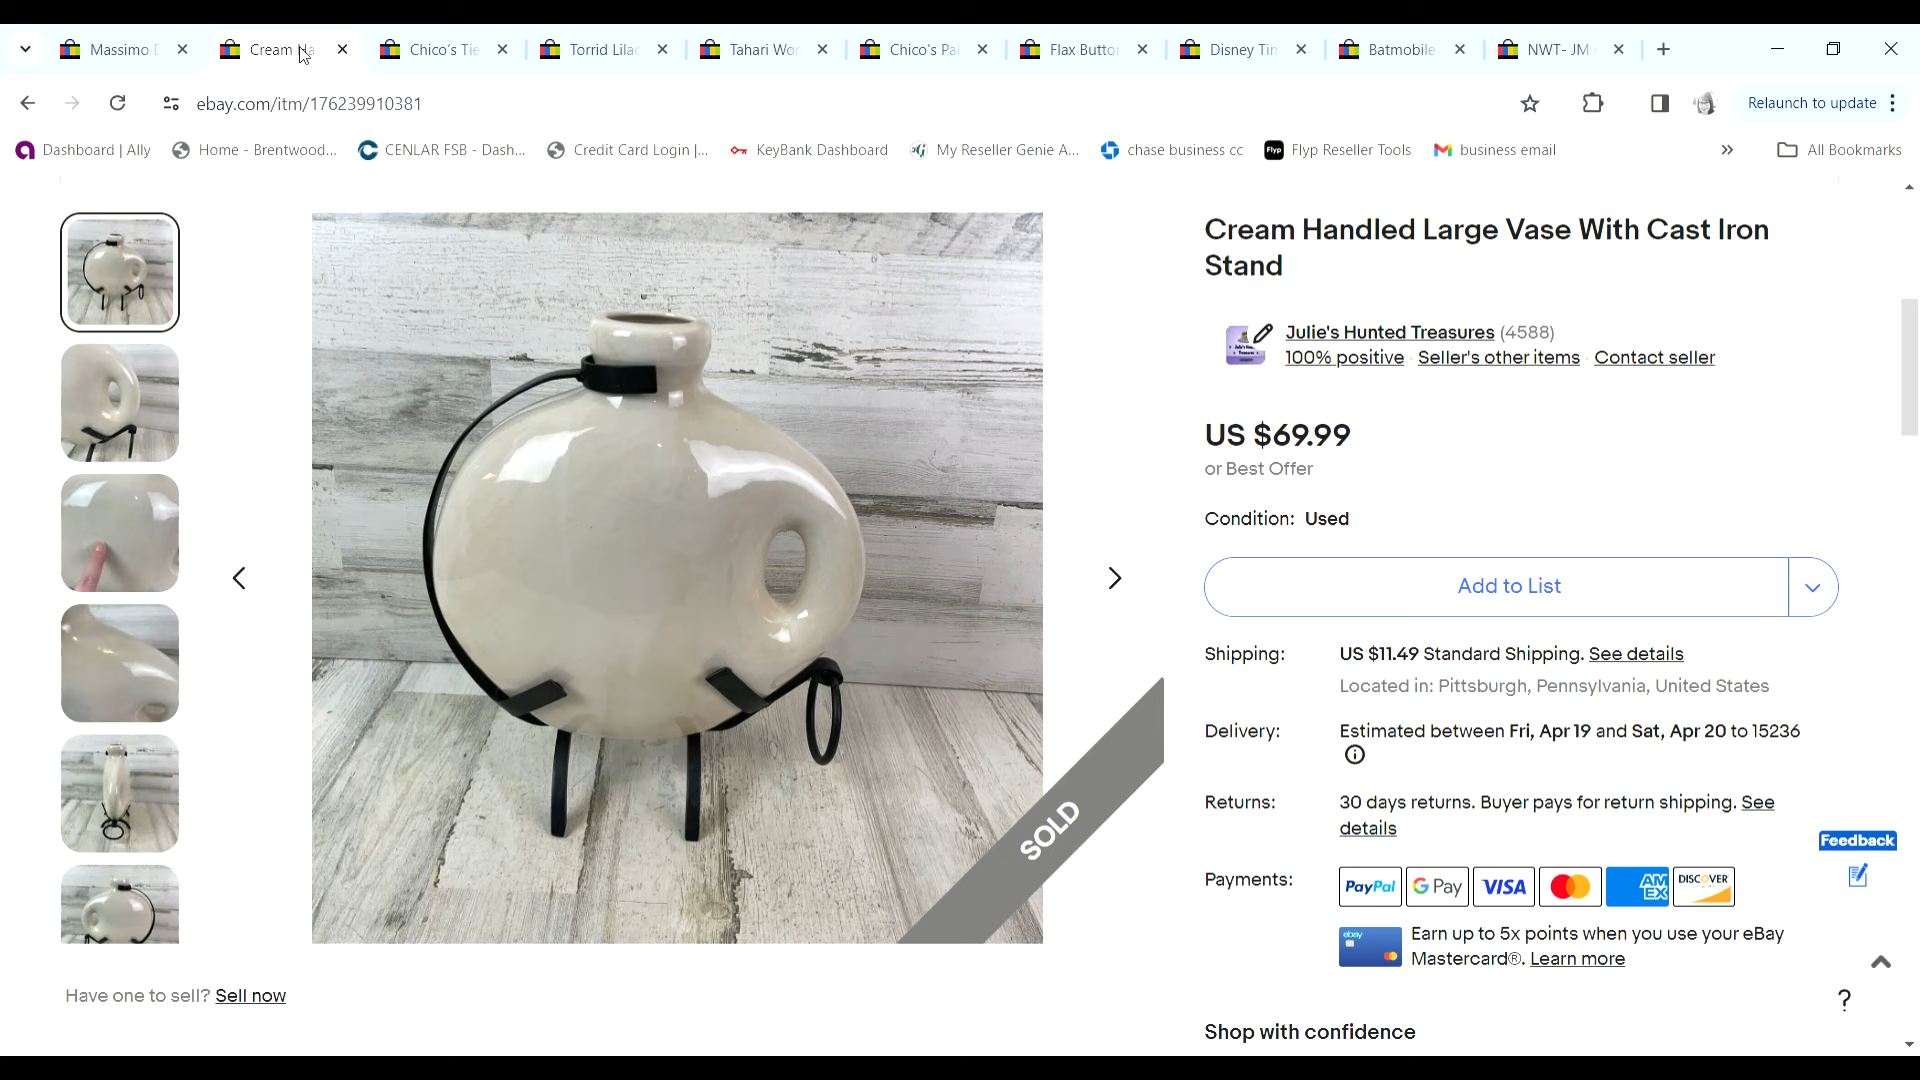 Massimo D
Cream Ha
Chico's Tie
Torrid Lilac
Tahari Wor
Chico's Pal
Flax Button
Disney Tin
Batmobile
NWT- JM
ebay.com/itm/176239910381
Relaunch to update
Dashboard | Ally
Home - Brentwood...
CENLAR FSB - Dash...
Credit Card Login |...
KeyBank Dashboard
My Reseller Genie A...
chase business cc
Flyp
Flyp Reseller Tools
business email
All Bookmarks
Cream Handled Large Vase With Cast Iron
Stand
Julie's Hunted Treasures (4588)
100% positive · Seller's other items · Contact seller
US $69.99
or Best Offer
Condition: Used
Add to List
Shipping: US $11.49 Standard Shipping. See details
Located in: Pittsburgh, Pennsylvania, United States
Delivery: Estimated between Fri, Apr 19 and Sat, Apr 20 to 15236
Returns: 30 days returns. Buyer pays for return shipping. See
details
SOLD
Feedback
Payments: PayPal G Pay VISA AM EX DISCOVER
ebay
Earn up to 5x points when you use your eBay
Mastercard®. Learn more
Have one to sell? Sell now
?
Shop with confidence